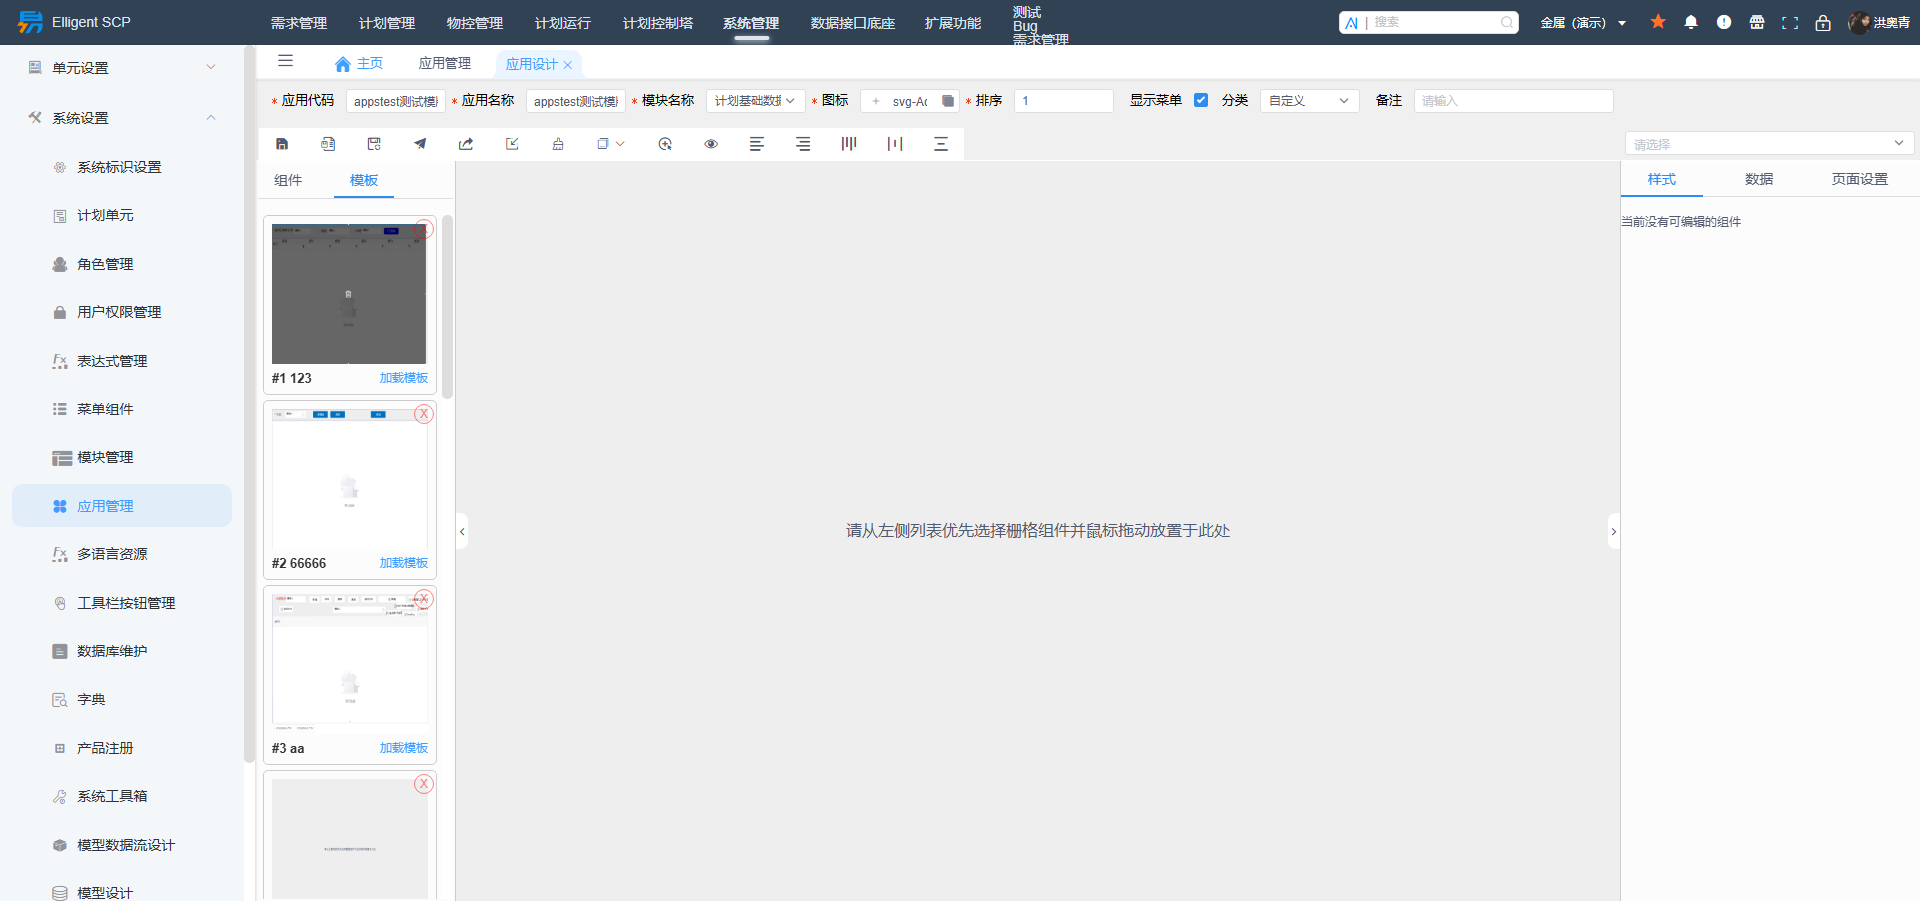 Elligent SCP
需求管理
计划管理
物控管理
计划运行
计划控制塔
系统管理
数据接口底座
扩展功能
测试
Bug
需求管理
搜索
金属（演示）
洪奥青
单元设置
系统设置
系统标识设置
计划单元
角色管理
用户权限管理
表达式管理
菜单组件
模块管理
应用管理
多语言资源
工具栏按钮管理
数据库维护
字典
产品注册
系统工具箱
模型数据流设计
模型设计
主页
应用管理
应用设计
* 应用代码 appstest测试模
* 应用名称 appstest测试模
* 模块名称 计划基础数据
* 图标 svg-Ac
* 排序 1
显示菜单
分类 自定义
备注 请输入
请选择
组件
模板
#1 123 加载模板
X
#2 66666 加载模板
X
#3 aa 加载模板
X
请从左侧列表优先选择栅格组件并鼠标拖动放置于此处
样式
数据
页面设置
当前没有可编辑的组件